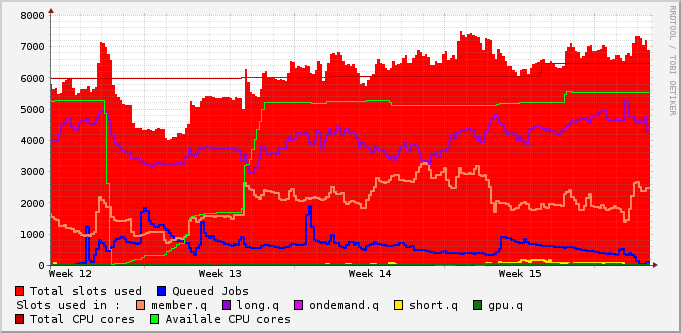 8000
7000
6000
5000
4000
3000
2000
1000
0
Week 12 Week 13 Week 14 Week 15
RRDTOOL / TOBI OETIKER
Total slots used Queued Jobs
Slots used in : member.q long.q ondemand.q short.q gpu.q
Total CPU cores Availale CPU cores